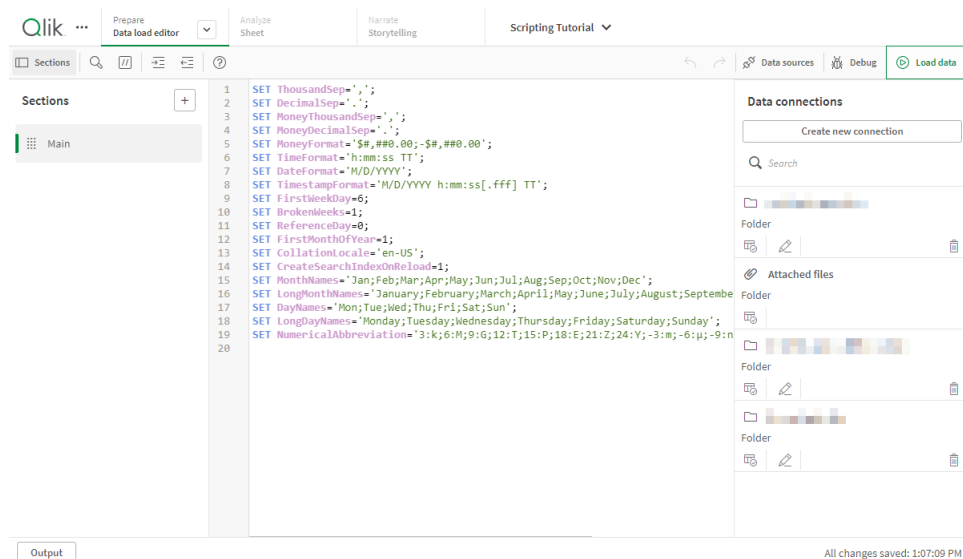 Qlik
Prepare
Data load editor
Analyze
Sheet
Narrate
Storytelling
Scripting Tutorial
Sections
Data sources
Debug
Load data
Sections
Main
1 SET ThousandSep=',';
2 SET DecimalSep='.';
3 SET MoneyThousandSep=',';
4 SET MoneyDecimalSep='.';
5 SET MoneyFormat='$#,##0.00;-$#,##0.00';
6 SET TimeFormat='h:mm:ss TT';
7 SET DateFormat='M/D/YYYY';
8 SET TimestampFormat='M/D/YYYY h:mm:ss[.fff] TT';
9 SET FirstWeekDay=6;
10 SET BrokenWeeks=1;
11 SET ReferenceDay=0;
12 SET FirstMonthOfYear=1;
13 SET CollationLocale='en-US';
14 SET CreateSearchIndexOnReload=1;
15 SET MonthNames='Jan;Feb;Mar;Apr;May;Jun;Jul;Aug;Sep;Oct;Nov;Dec';
16 SET LongMonthNames='January;February;March;April;May;June;July;August;Septembe
17 SET DayNames='Mon;Tue;Wed;Thu;Fri;Sat;Sun';
18 SET LongDayNames='Monday;Tuesday;Wednesday;Thursday;Friday;Saturday;Sunday';
19 SET NumericalAbbreviation='3:k;6:M;9:G;12:T;15:P;18:E;21:Z;24:Y;-3:m;-6:μ;-9:n
20
Data connections
Create new connection
Search
Folder
Attached files
Folder
Folder
Folder
Output
All changes saved: 1:07:09 PM